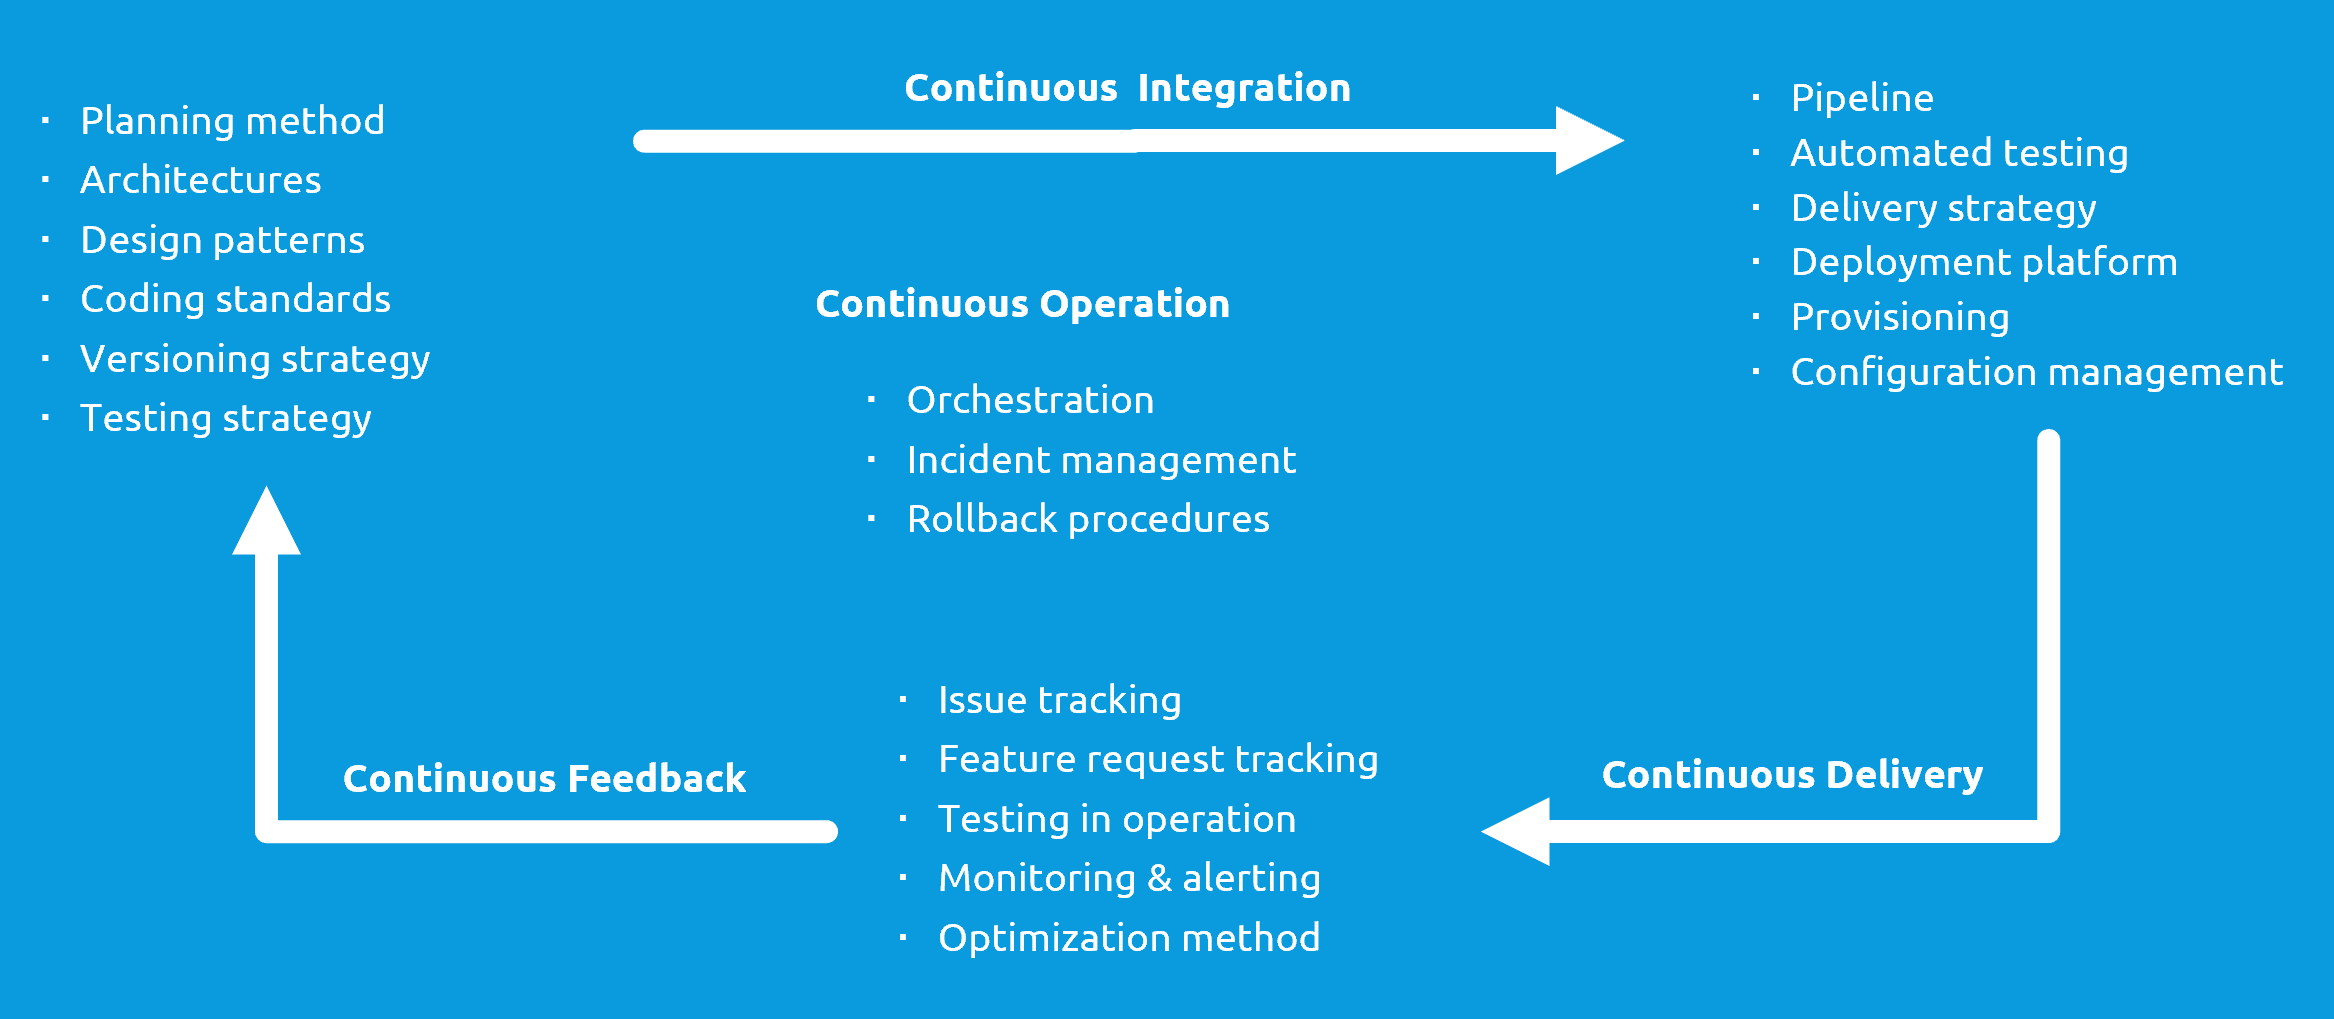 Continuous Integration
· Planning method
· Architectures
· Design patterns
· Coding standards
· Versioning strategy
· Testing strategy
· Pipeline
· Automated testing
· Delivery strategy
· Deployment platform
· Provisioning
· Configuration management
Continuous Operation
· Orchestration
· Incident management
· Rollback procedures
Continuous Feedback
· Issue tracking
· Feature request tracking
· Testing in operation
· Monitoring & alerting
· Optimization method
Continuous Delivery